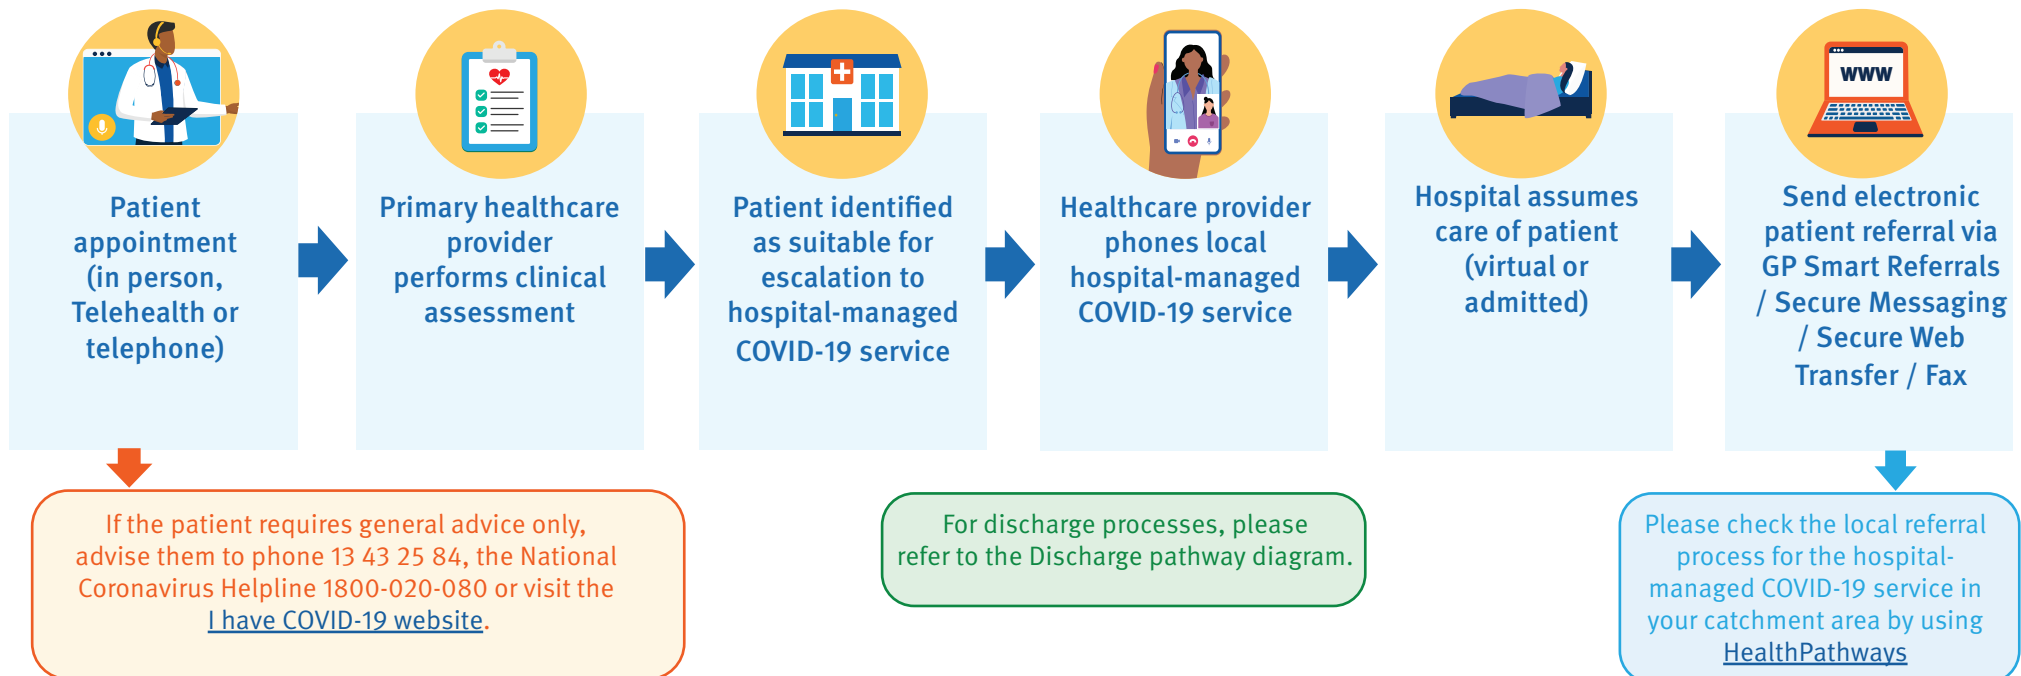 Patient
appointment
(in person,
Telehealth or
telephone)
Primary healthcare
provider
performs clinical
assessment
Patient identified
as suitable for
escalation to
hospital-managed
COVID-19 service
Healthcare provider
phones local
hospital-managed
COVID-19 service
Hospital assumes
care of patient
(virtual or
admitted)
WWW
Send electronic
patient referral via
GP Smart Referrals
/ Secure Messaging
/ Secure Web
Transfer / Fax
If the patient requires general advice only,
advise them to phone 13 43 25 84, the National
Coronavirus Helpline 1800-020-080 or visit the
I have COVID-19 website.
For discharge processes, please
refer to the Discharge pathway diagram.
Please check the local referral
process for the hospital-
managed COVID-19 service in
your catchment area by using
HealthPathways